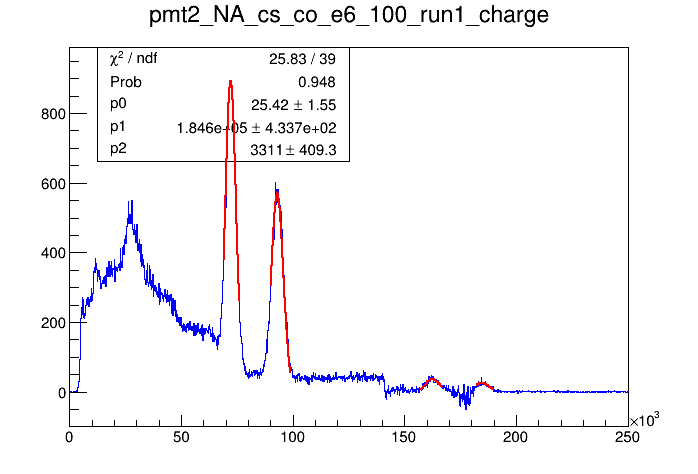 pmt2_NA_cs_co_e6_100_run1_charge
χ² / ndf 25.83 / 39
Prob 0.948
p0 25.42 ± 1.55
p1 1.846e+05 ± 4.337e+02
p2 3311 ± 409.3
800
600
400
200
0
0 50 100 150 200 250
×10³